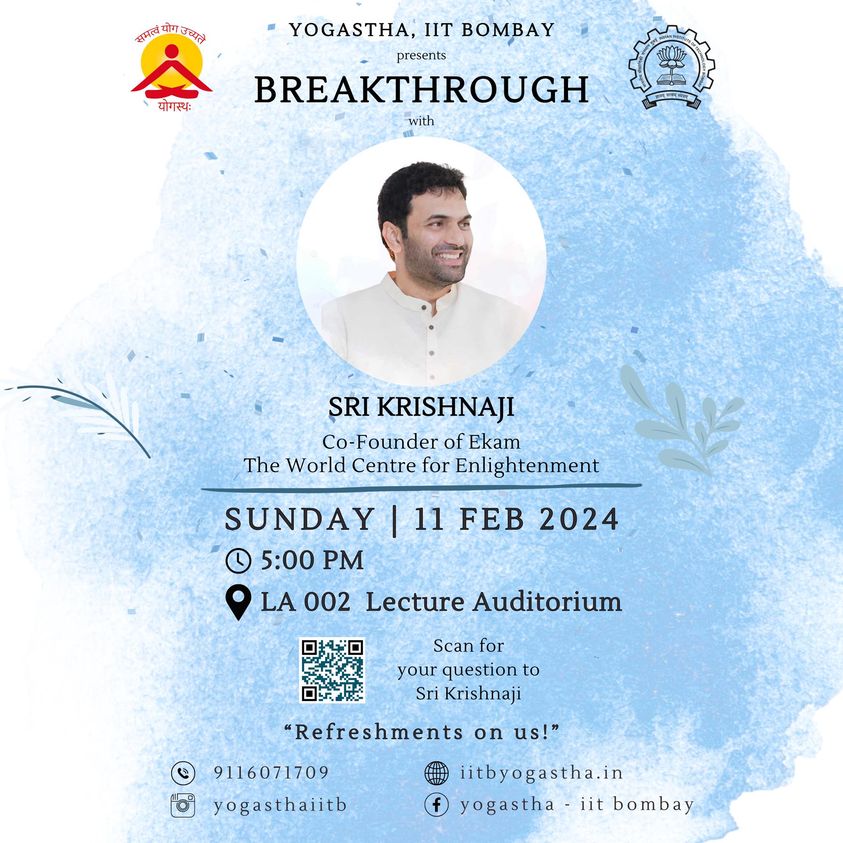 समत्वं योग उच्यते
योगस्थः
YOGASTHA, IIT BOMBAY
presents
BREAKTHROUGH
with
SRI KRISHNAJI
Co-Founder of Ekam
The World Centre for Enlightenment
SUNDAY | 11 FEB 2024
5:00 PM
LA 002 Lecture Auditorium
Scan for
your question to
Sri Krishnaji
“Refreshments on us!”
9116071709
iitbyogastha.in
yogasthaiitb
yogastha - iit bombay